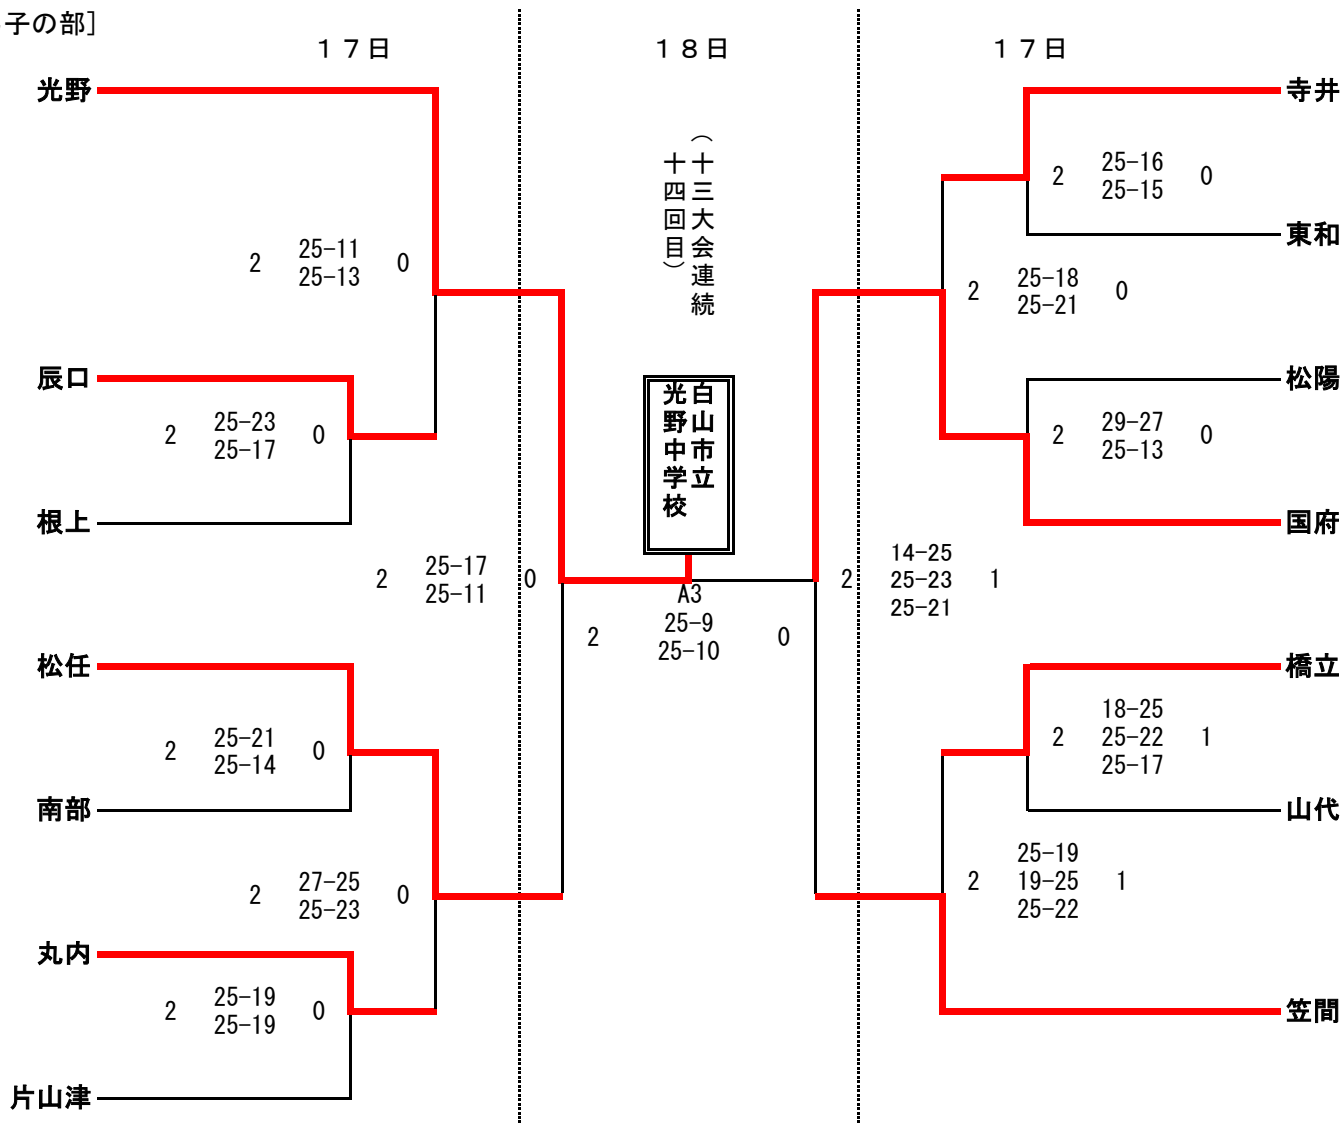 子の部]
１７日
１８日
１７日
光野
辰口
根上
松任
南部
丸内
片山津
2 25-11 0
25-13
2 25-23 0
25-17
2 25-17 0
25-11
2 25-21 0
25-14
2 27-25 0
25-23
2 25-19 0
25-19
（十三大会連続
十四回目）
白山市立
光野中学校
A3
2 25-9 0
25-10
寺井
東和
松陽
国府
橋立
山代
笠間
2 25-16 0
25-15
2 25-18 0
25-21
2 29-27 0
25-13
14-25
2 25-23 1
25-21
18-25
2 25-22 1
25-17
25-19
2 19-25 1
25-22